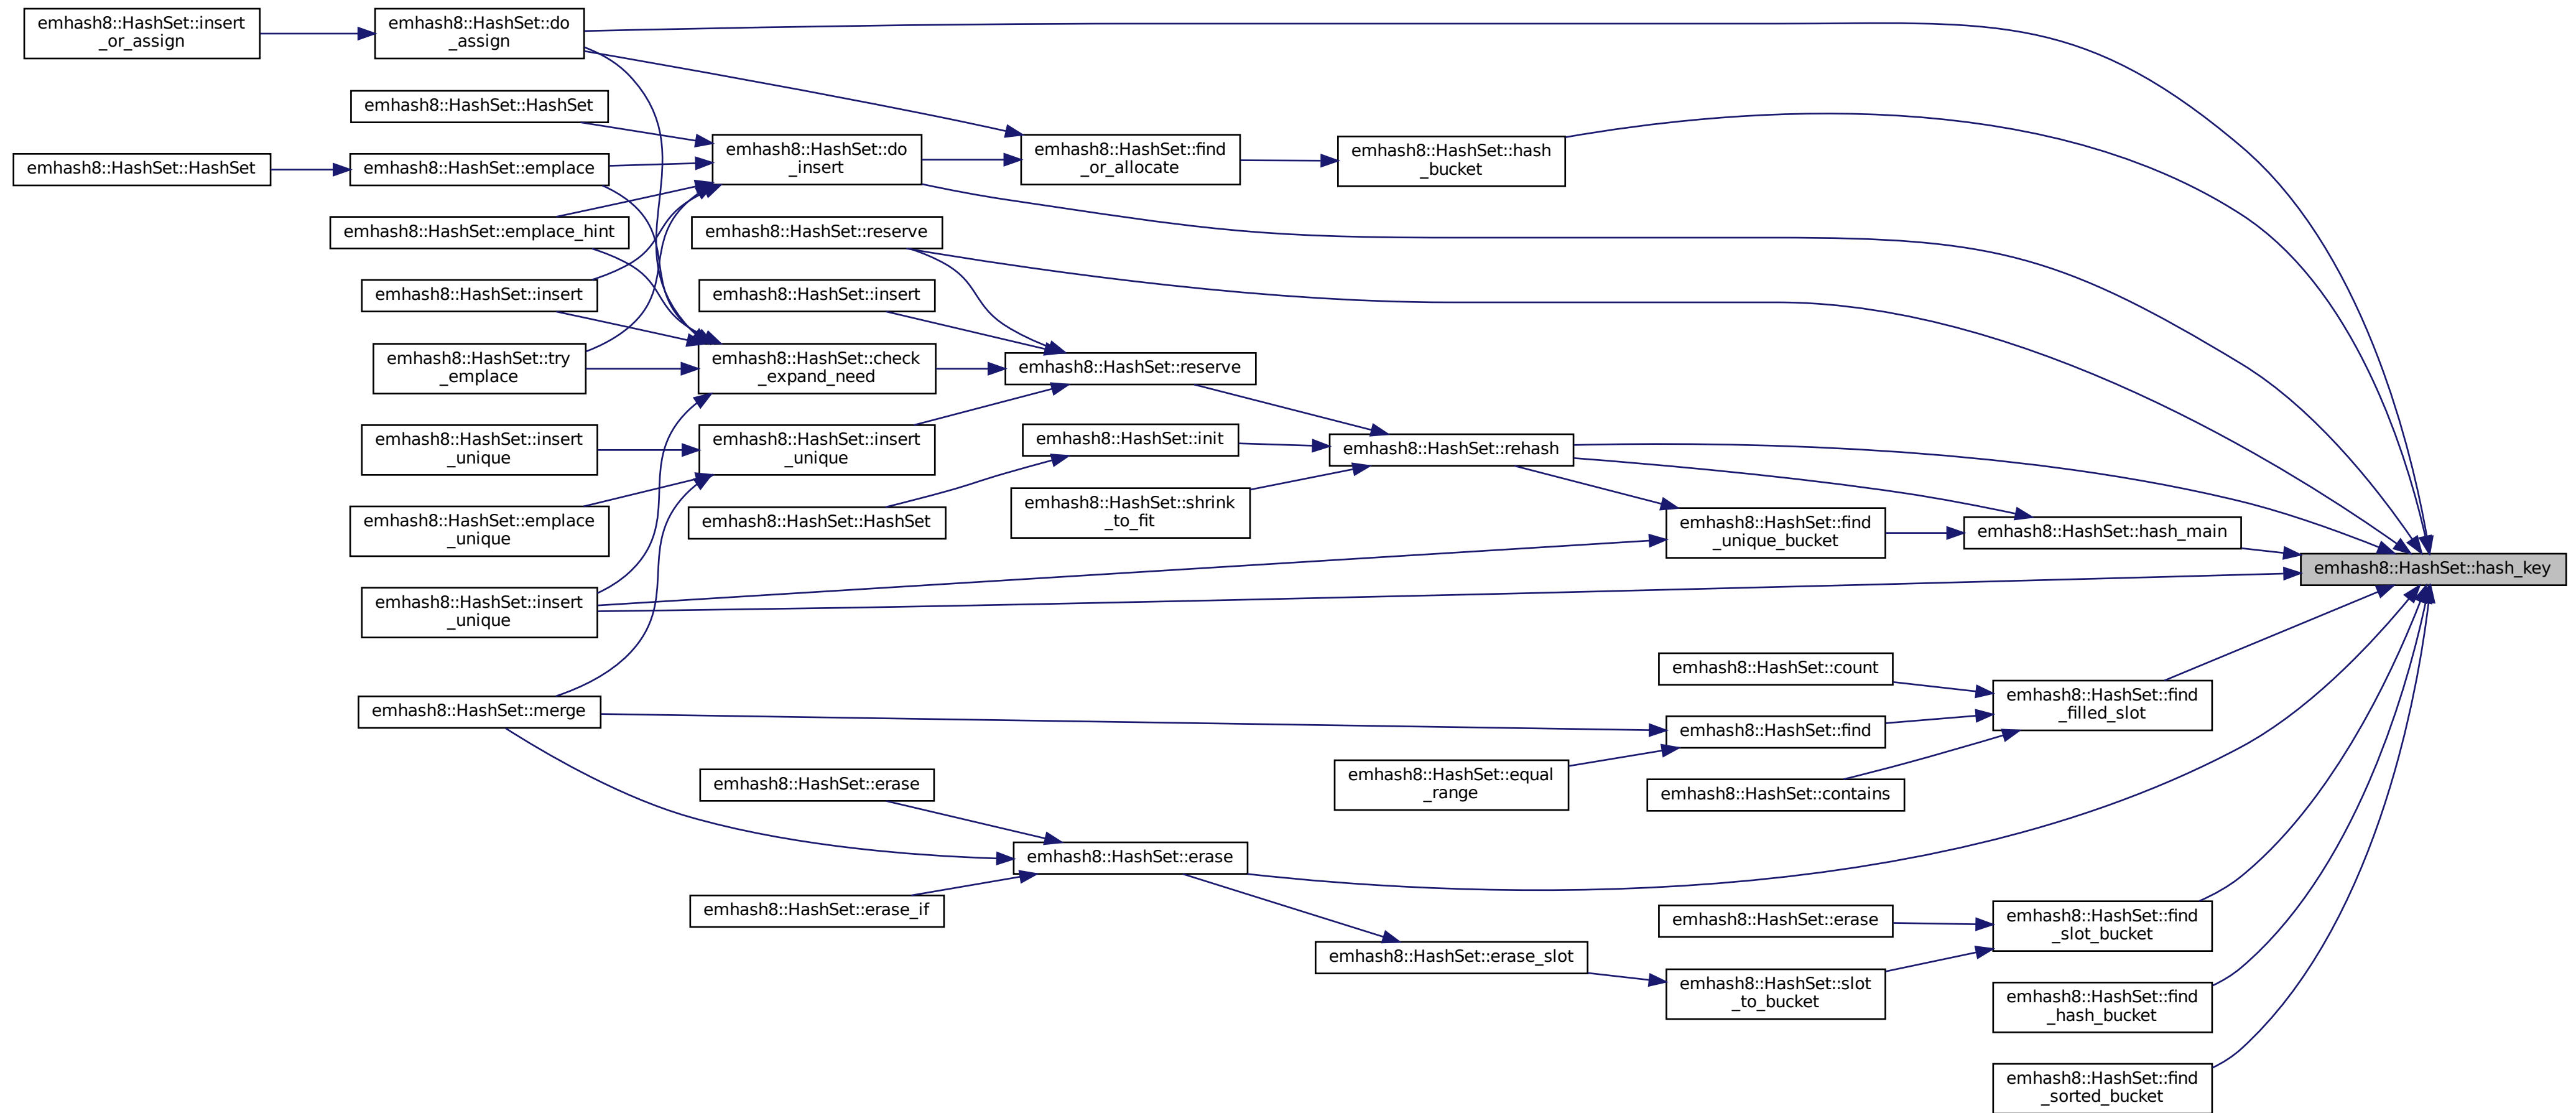 emhash8::HashSet::insert
_or_assign
emhash8::HashSet::do
_assign
emhash8::HashSet::HashSet
emhash8::HashSet::HashSet
emhash8::HashSet::emplace
emhash8::HashSet::do
_insert
emhash8::HashSet::find
_or_allocate
emhash8::HashSet::hash
_bucket
emhash8::HashSet::emplace_hint
emhash8::HashSet::reserve
emhash8::HashSet::insert
emhash8::HashSet::insert
emhash8::HashSet::try
_emplace
emhash8::HashSet::check
_expand_need
emhash8::HashSet::reserve
emhash8::HashSet::insert
_unique
emhash8::HashSet::insert
_unique
emhash8::HashSet::init
emhash8::HashSet::rehash
emhash8::HashSet::emplace
_unique
emhash8::HashSet::HashSet
emhash8::HashSet::shrink
_to_fit
emhash8::HashSet::find
_unique_bucket
emhash8::HashSet::hash_main
emhash8::HashSet::hash_key
emhash8::HashSet::insert
_unique
emhash8::HashSet::merge
emhash8::HashSet::count
emhash8::HashSet::find
_filled_slot
emhash8::HashSet::find
emhash8::HashSet::equal
_range
emhash8::HashSet::contains
emhash8::HashSet::erase
emhash8::HashSet::erase
emhash8::HashSet::erase_if
emhash8::HashSet::erase_slot
emhash8::HashSet::erase
emhash8::HashSet::find
_slot_bucket
emhash8::HashSet::slot
_to_bucket
emhash8::HashSet::find
_hash_bucket
emhash8::HashSet::find
_sorted_bucket